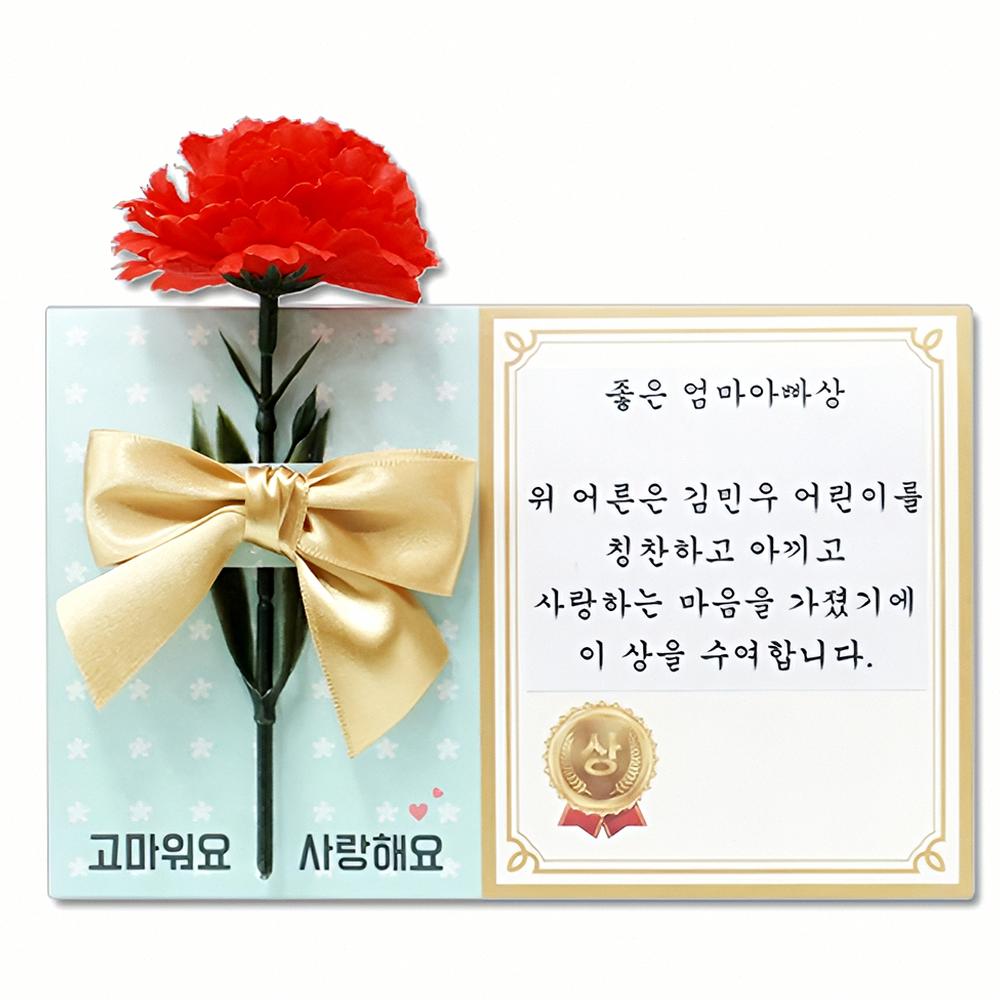 고마워요 사랑해요
좋은 엄마아빠상
위 어른은 김민우 어린이를
칭찬하고 아끼고
사랑하는 마음을 가졌기에
이 상을 수여합니다.
상